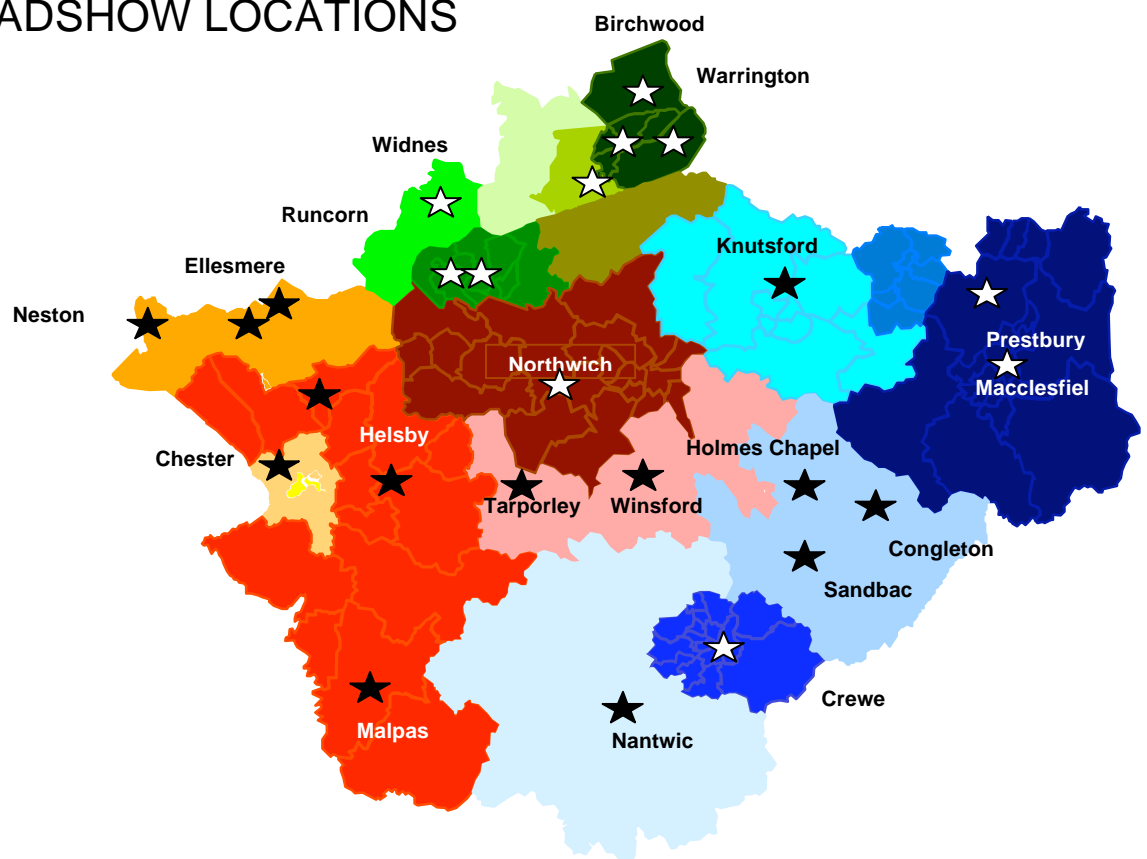 ADSHOW LOCATIONS
Birchwood
Warrington
Widnes
Runcorn
Knutsford
Ellesmere
Neston
Prestbury
Northwich
Macclesfiel
Helsby
Holmes Chapel
Chester
Tarporley
Winsford
Congleton
Sandbac
Crewe
Malpas
Nantwic